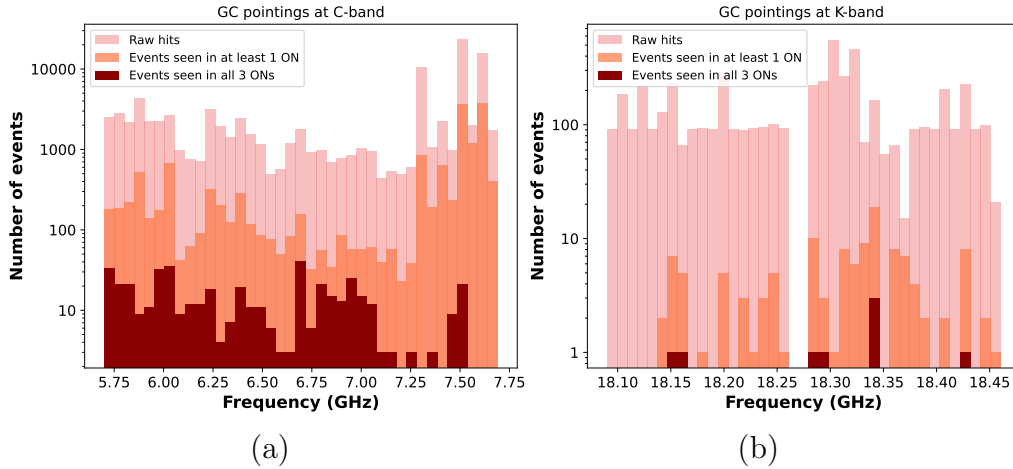 GC pointings at C-band
Raw hits
Events seen in at least 1 ON
Events seen in all 3 ONs
10000
1000
100
10
Number of events
5.75 6.00 6.25 6.50 6.75 7.00 7.25 7.50 7.75
Frequency (GHz)
(a)
GC pointings at K-band
Raw hits
Events seen in at least 1 ON
Events seen in all 3 ONs
100
10
1
Number of events
18.10 18.15 18.20 18.25 18.30 18.35 18.40 18.45
Frequency (GHz)
(b)